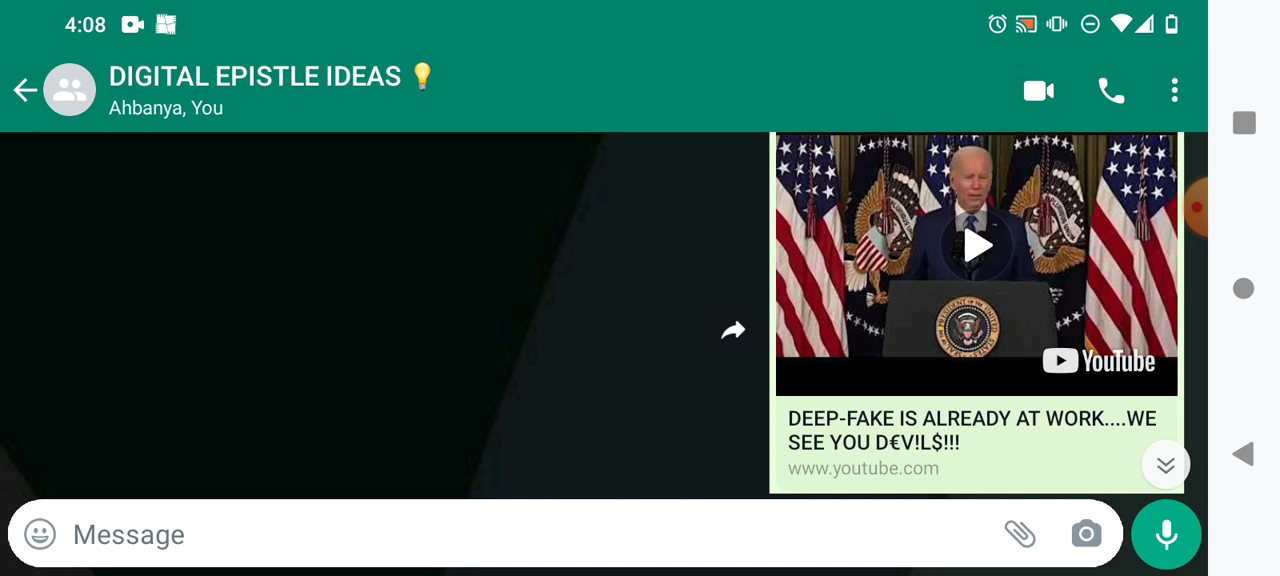 4:08
DIGITAL EPISTLE IDEAS 💡
Ahbanya, You
YouTube
DEEP-FAKE IS ALREADY AT WORK....WE
SEE YOU D€V!L$!!!
www.youtube.com
Message